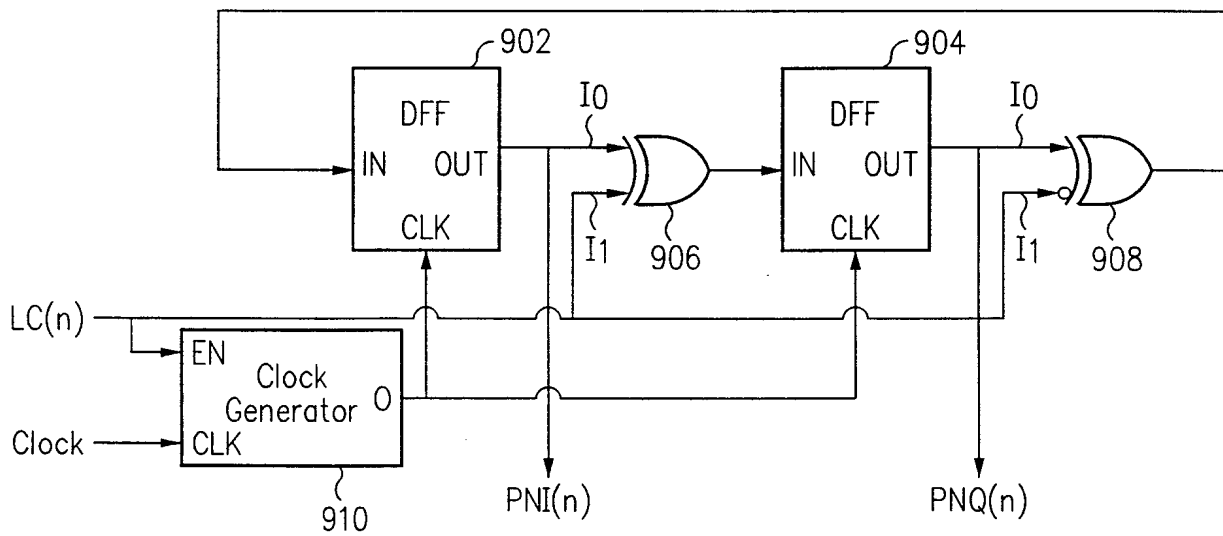 902
904
DFF
IN
OUT
CLK
I0
I1
906
DFF
IN
OUT
CLK
I0
I1
908
LC(n)
EN
Clock
Generator
O
CLK
Clock
910
PNI(n)
PNQ(n)